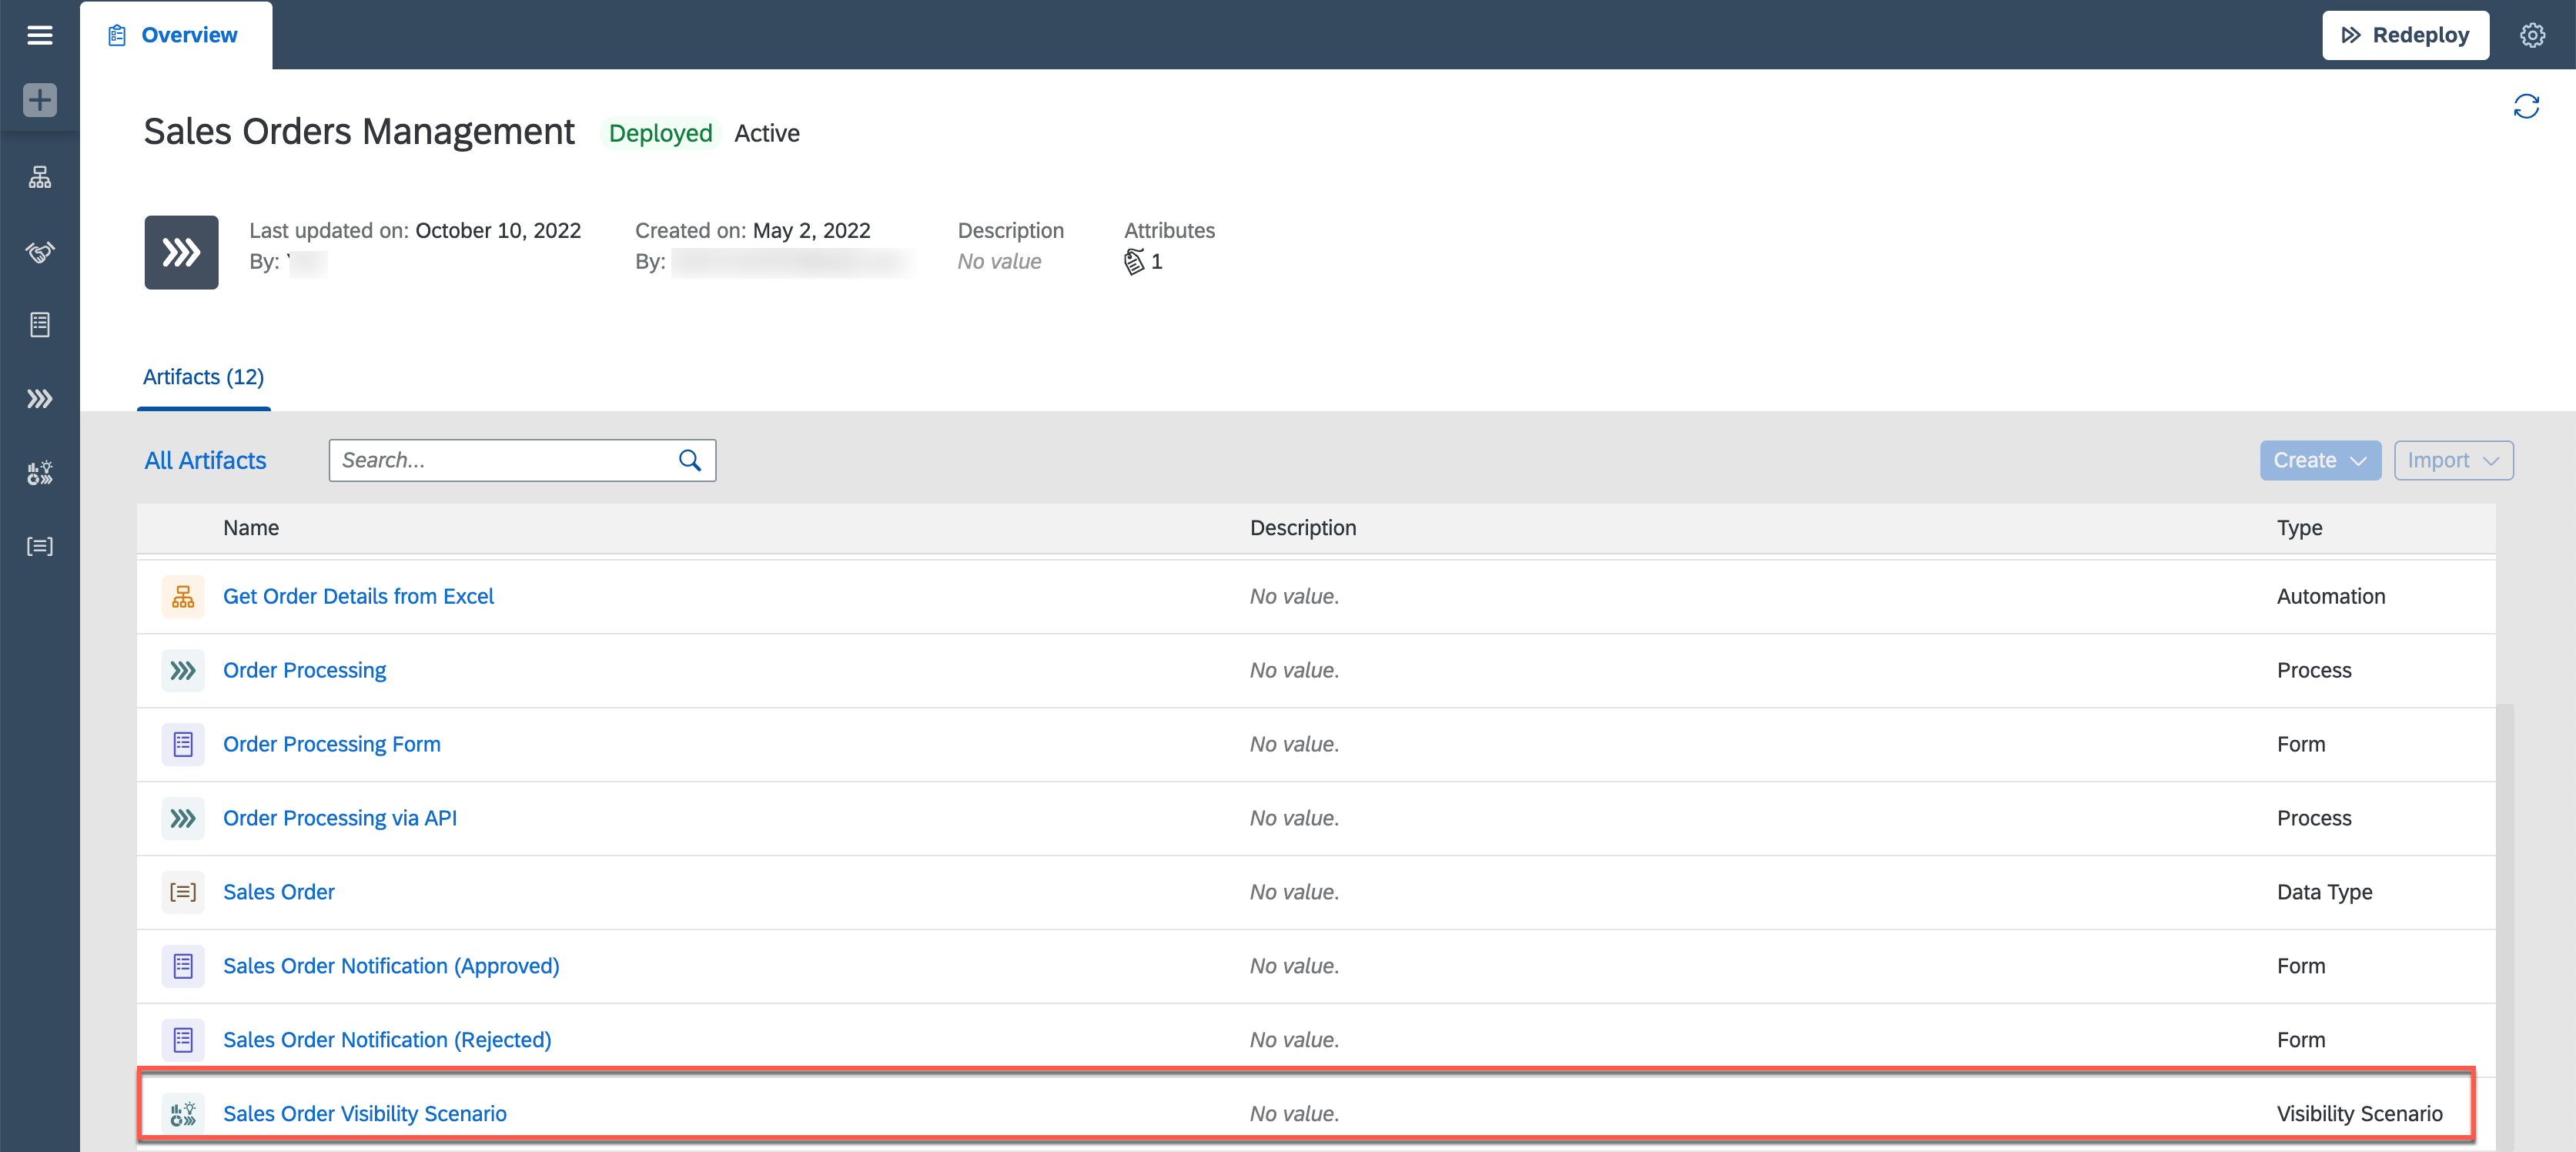 Overview
Redeploy
Sales Orders Management Deployed Active
Last updated on: October 10, 2022
By:
Created on: May 2, 2022
By:
Description
No value
Attributes
1
Artifacts (12)
All Artifacts
Search...
Create
Import
Name Description Type
Get Order Details from Excel No value. Automation
Order Processing No value. Process
Order Processing Form No value. Form
Order Processing via API No value. Process
Sales Order No value. Data Type
Sales Order Notification (Approved) No value. Form
Sales Order Notification (Rejected) No value. Form
Sales Order Visibility Scenario No value. Visibility Scenario